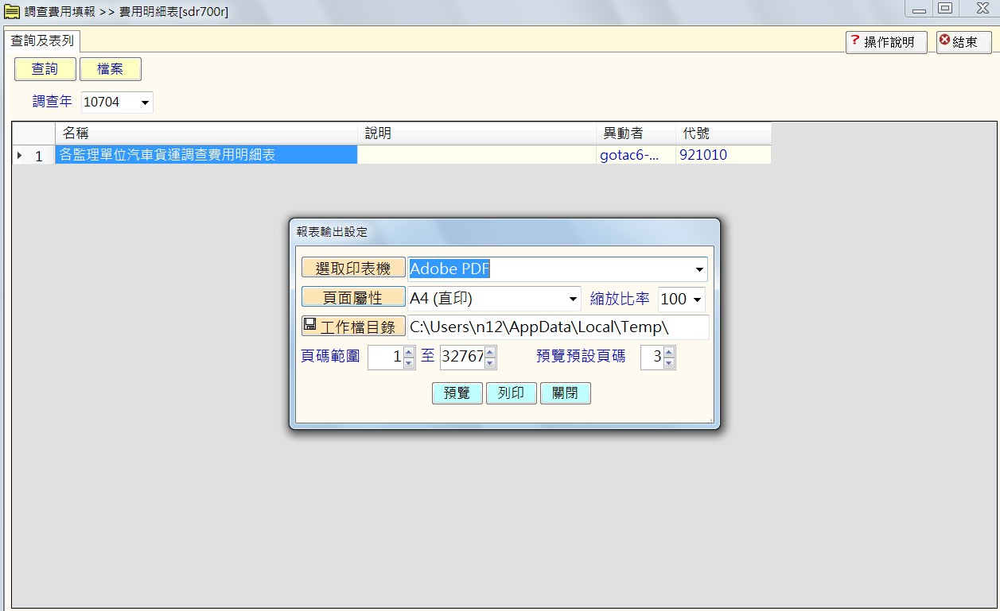 調查費用填報 >> 費用明細表[sdr700r]
查詢及表列
? 操作說明 結束
查詢 檔案
調查年 10704
名稱 說明 異動者 代號
1 各監理單位汽車貨運調查費用明細表 gotac6-... 921010
報表輸出設定
選取印表機 Adobe PDF
頁面屬性 A4 (直印) 縮放比率 100
工作檔目錄 C:\Users\n12\AppData\Local\Temp\
頁碼範圍 1 至 32767 預覽預設頁碼 3
預覽 列印 關閉